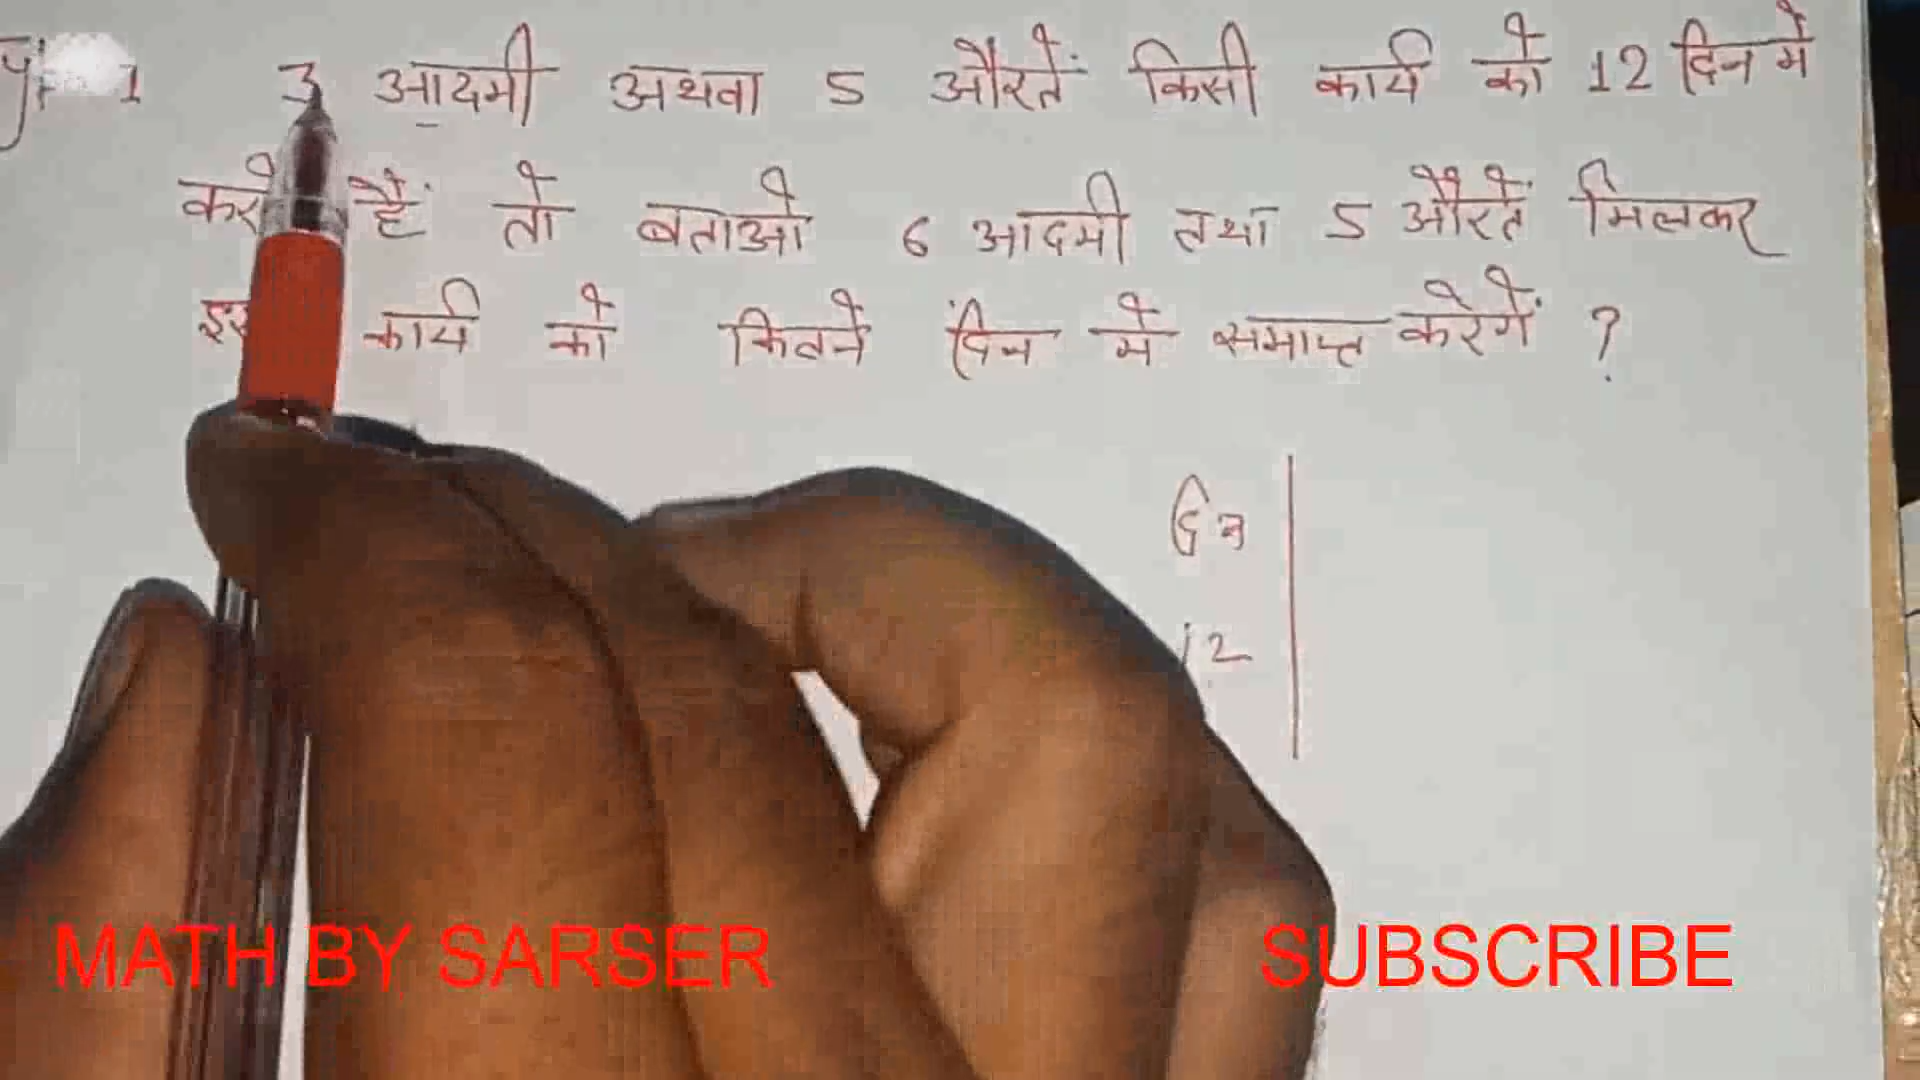 1 3 आदमी अथवा 5 औरतें किसी कार्य को 12 दिन मे
हैं तो बताओ 6 आदमी तथा 5 औरतें मिलकर
कार्य को कितने दिन मे समाप्त करेगें ?
दिन
12
MATH BY SARSER SUBSCRIBE